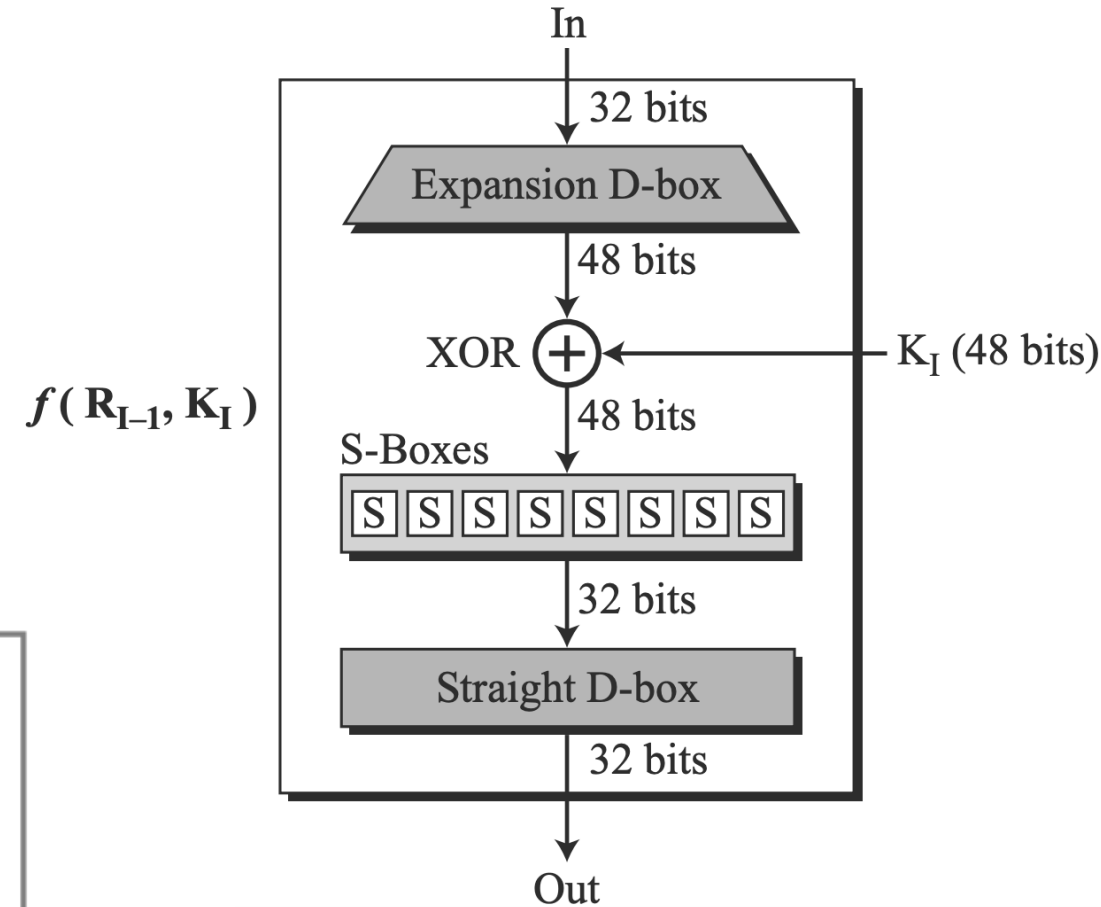 In
32 bits
Expansion D-box
48 bits
XOR
K_I (48 bits)
f( R_I–1, K_I )
48 bits
S-Boxes
S S S S S S S S
32 bits
Straight D-box
32 bits
Out